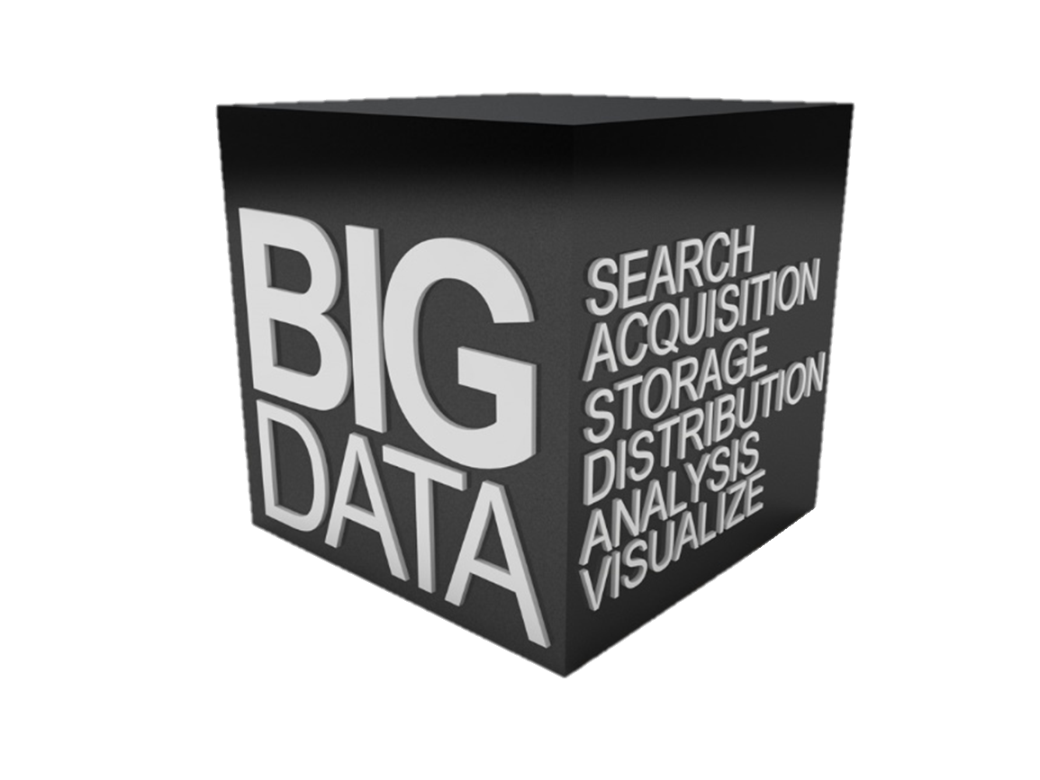 BIG
DATA
SEARCH
ACQUISITION
STORAGE
DISTRIBUTION
ANALYSIS
VISUALIZE